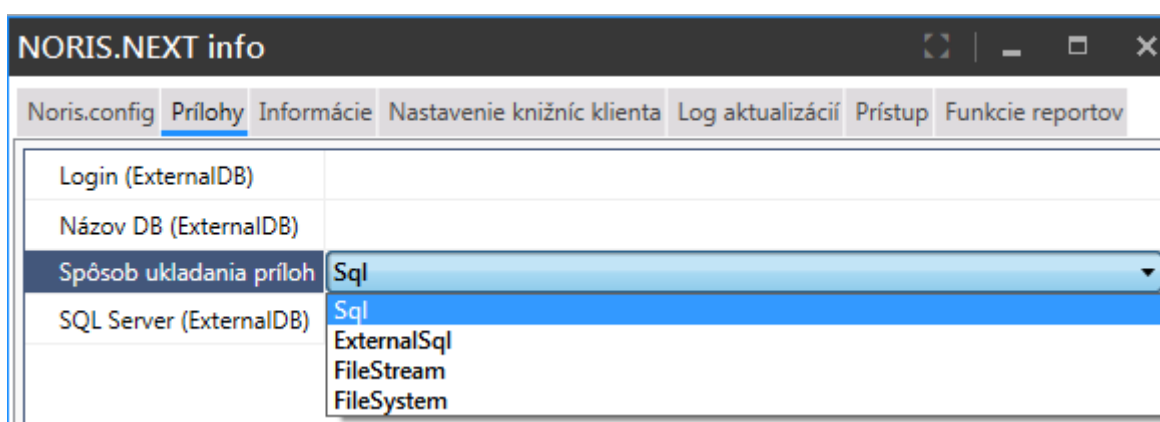 NORIS.NEXT info
Noris.config Prílohy Informácie Nastavenie knižníc klienta Log aktualizácií Prístup Funkcie reportov
Login (ExternalDB)
Názov DB (ExternalDB)
Spôsob ukladania príloh Sql
SQL Server (ExternalDB) Sql
ExternalSql
FileStream
FileSystem